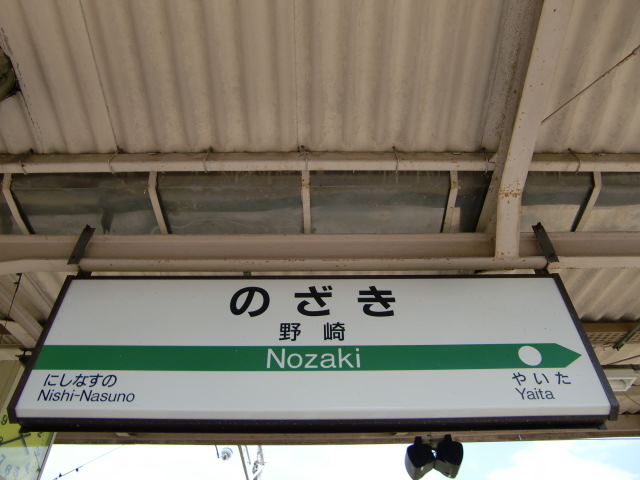 のざき
野崎
Nozaki
にしなすの
Nishi-Nasuno
やいた
Yaita